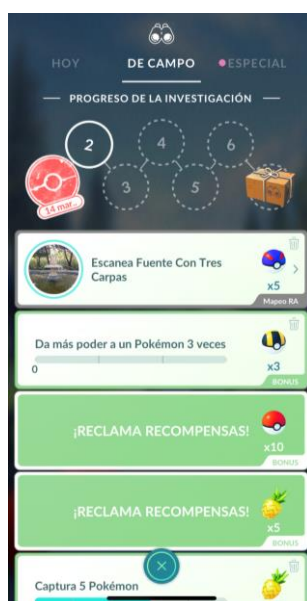 HOY DE CAMPO ESPECIAL
PROGRESO DE LA INVESTIGACIÓN
2 4 6
3 5
14 mar..
Escanea Fuente Con Tres
Carpas
x5
Mapeo RA
Da más poder a un Pokémon 3 veces
0
x3
BONUS
¡RECLAMA RECOMPENSAS!
x10
BONUS
¡RECLAMA RECOMPENSAS!
x5
BONUS
Captura 5 Pokémon